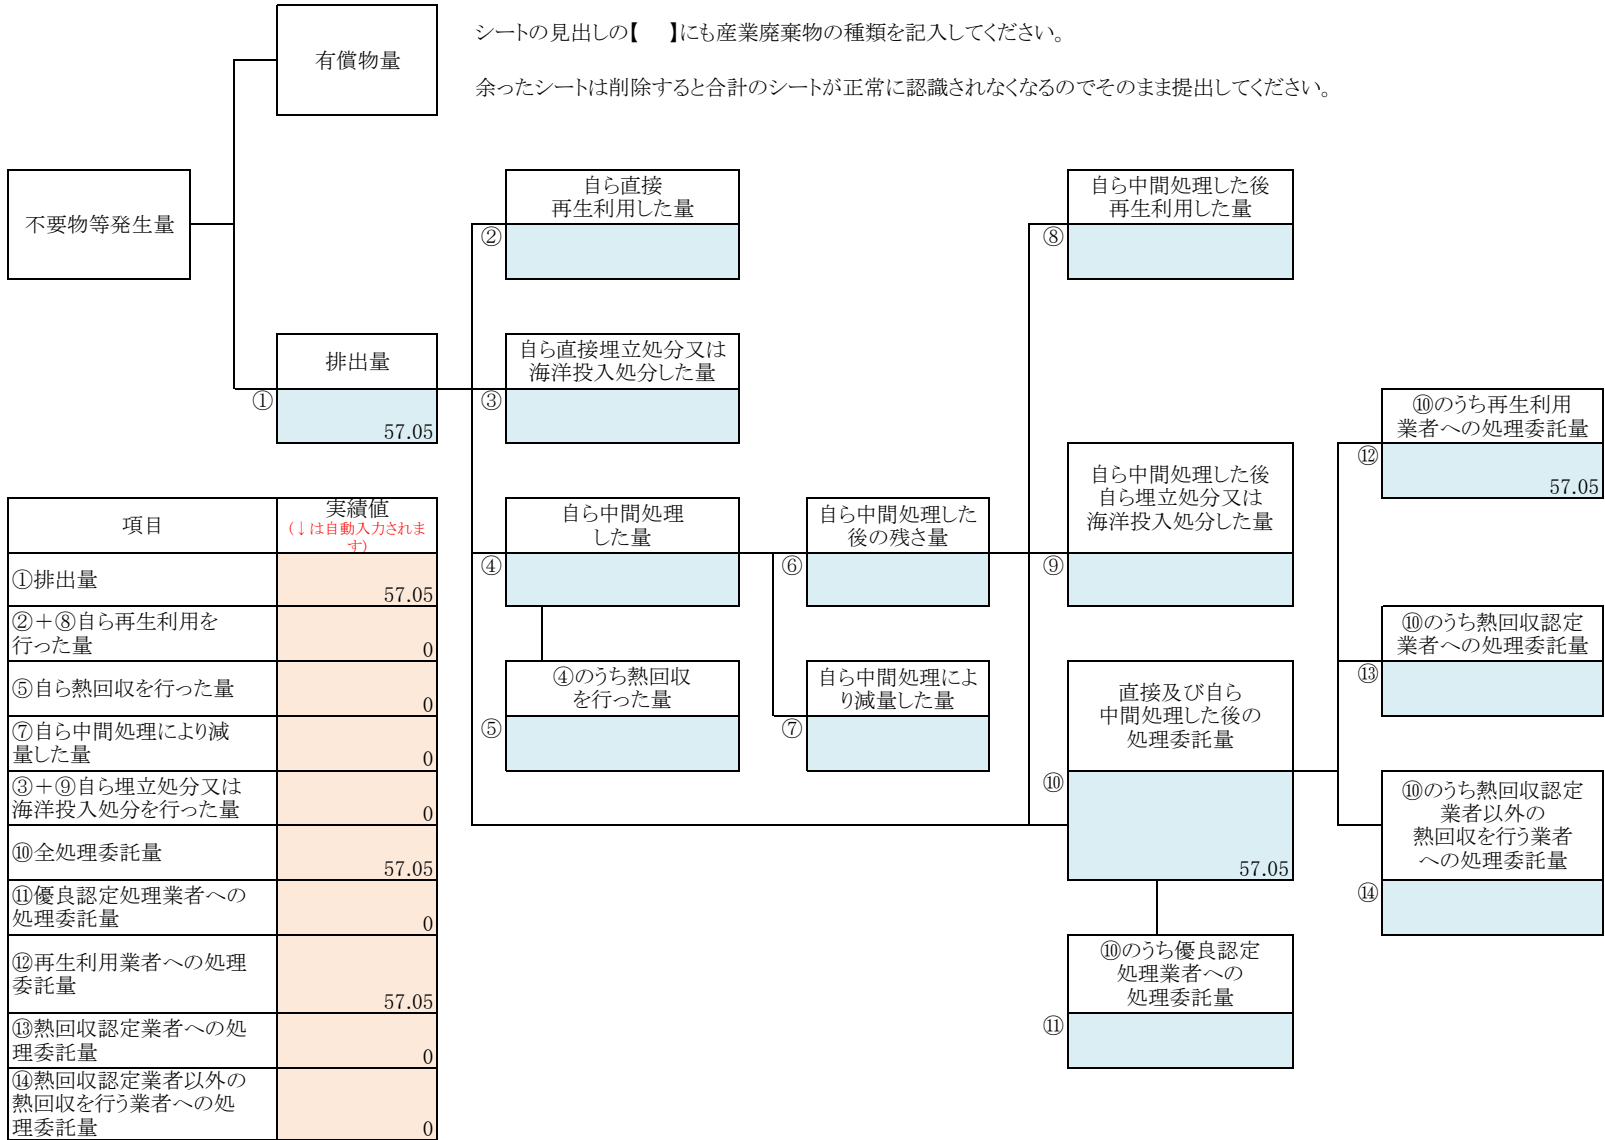 シートの見出しの【　】にも産業廃棄物の種類を記入してください。
余ったシートは削除すると合計のシートが正常に認識されなくなるのでそのまま提出してください。
有償物量
不要物等発生量
自ら直接
再生利用した量
②
自ら中間処理した後
再生利用した量
⑧
排出量
①
57.05
自ら直接埋立処分又は
海洋投入処分した量
③
⑩のうち再生利用
業者への処理委託量
⑫
57.05
自ら中間処理
した量
④
自ら中間処理した
後の残さ量
⑥
自ら中間処理した後
自ら埋立処分又は
海洋投入処分した量
⑨
⑩のうち熱回収認定
業者への処理委託量
⑬
④のうち熱回収
を行った量
⑤
自ら中間処理によ
り減量した量
⑦
直接及び自ら
中間処理した後の
処理委託量
⑩
57.05
⑩のうち熱回収認定
業者以外の
熱回収を行う業者
への処理委託量
⑭
⑩のうち優良認定
処理業者への
処理委託量
⑪
項目
実績値
(↓は自動入力されま
す)
①排出量
57.05
②＋⑧自ら再生利用を
行った量
0
⑤自ら熱回収を行った量
0
⑦自ら中間処理により減
量した量
0
③＋⑨自ら埋立処分又は
海洋投入処分を行った量
0
⑩全処理委託量
57.05
⑪優良認定処理業者への
処理委託量
0
⑫再生利用業者への処理
委託量
57.05
⑬熱回収認定業者への処
理委託量
0
⑭熱回収認定業者以外の
熱回収を行う業者への処
理委託量
0